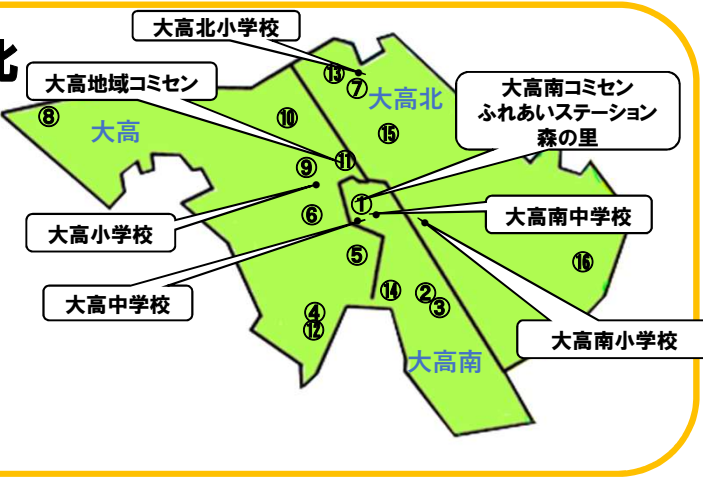 北
大高北小学校
大高地域コミセン
大高南コミセン
ふれあいステーション
森の里
⑬
⑦
大高北
⑧
大高
⑩
⑮
⑪
⑨
①
⑥
大高南中学校
大高小学校
⑤
⑯
大高中学校
⑭
②
③
④
⑫
大高南小学校
大高南